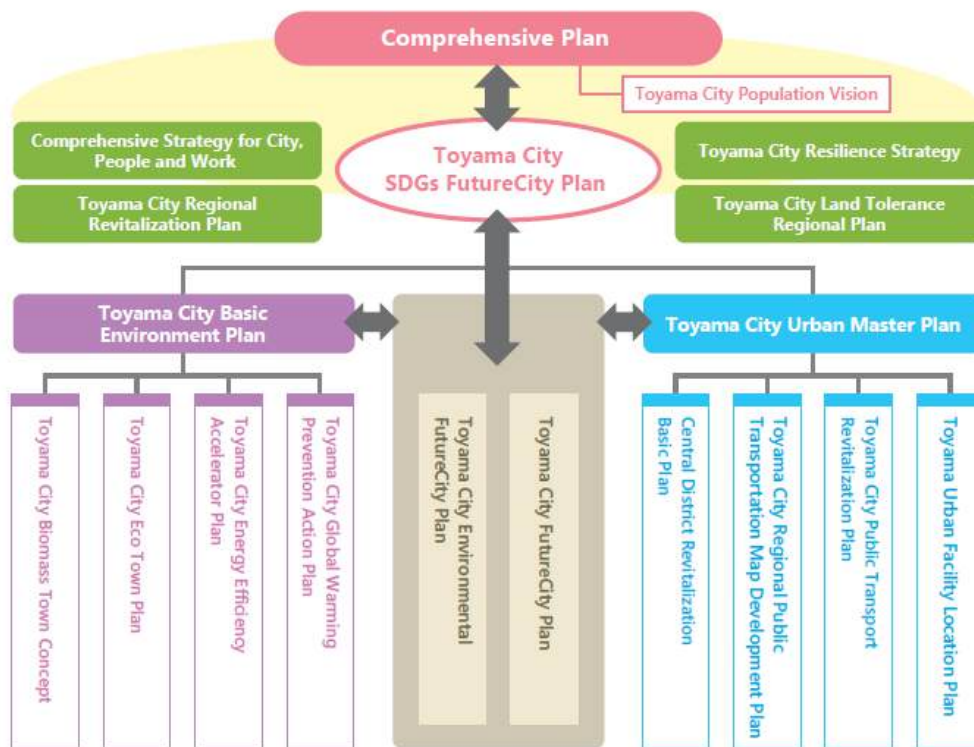 Comprehensive Plan
Toyama City Population Vision
Comprehensive Strategy for City,
People and Work
Toyama City
SDGs FutureCity Plan
Toyama City Resilience Strategy
Toyama City Regional
Revitalization Plan
Toyama City Land Tolerance
Regional Plan
Toyama City Basic
Environment Plan
Toyama City Urban Master Plan
Toyama City Biomass Town Concept
Toyama City Eco Town Plan
Toyama City Energy Efficiency
Accelerator Plan
Toyama City Global Warming
Prevention Action Plan
Toyama City Environmental
FutureCity Plan
Toyama City FutureCity Plan
Central District Revitalization
Basic Plan
Toyama City Regional Public
Transportation Map Development Plan
Toyama City Public Transport
Revitalization Plan
Toyama Urban Facility Location Plan